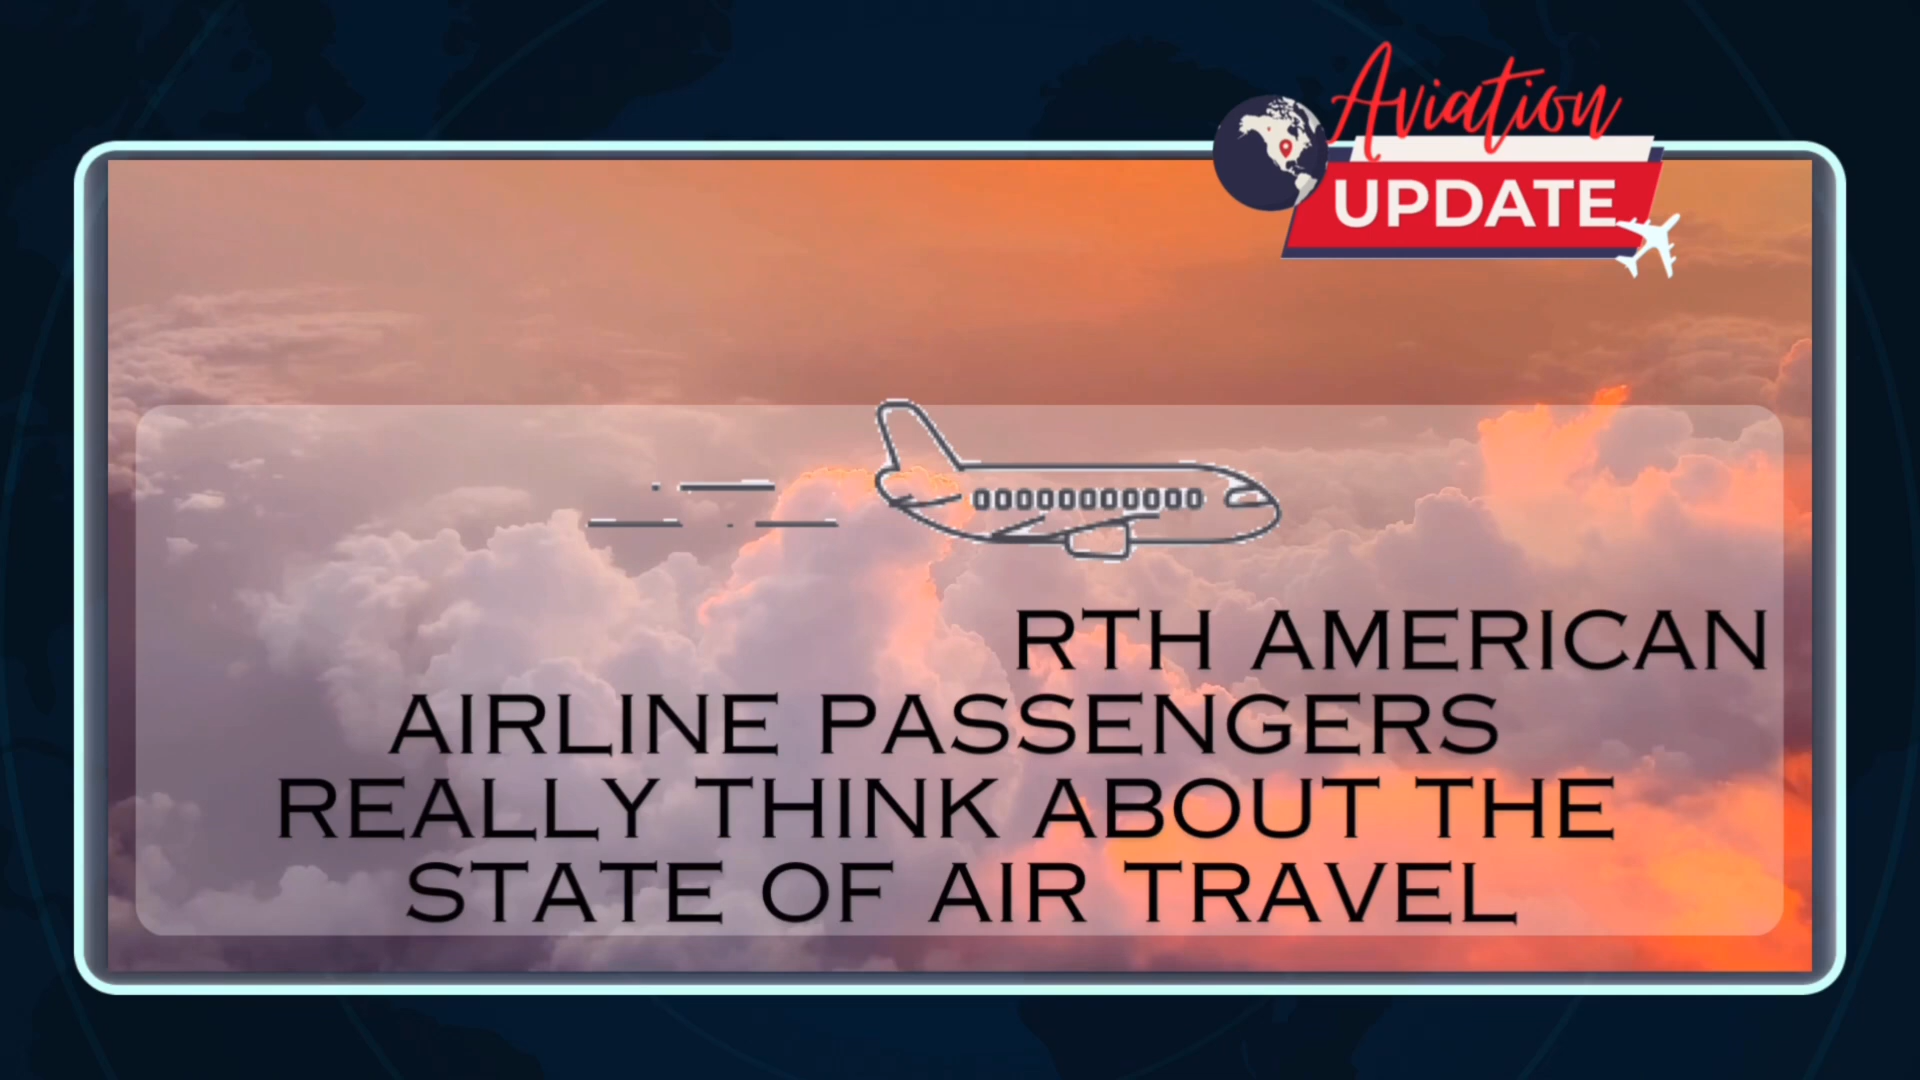 Aviation
UPDATE
RTH AMERICAN
AIRLINE PASSENGERS
REALLY THINK ABOUT THE
STATE OF AIR TRAVEL